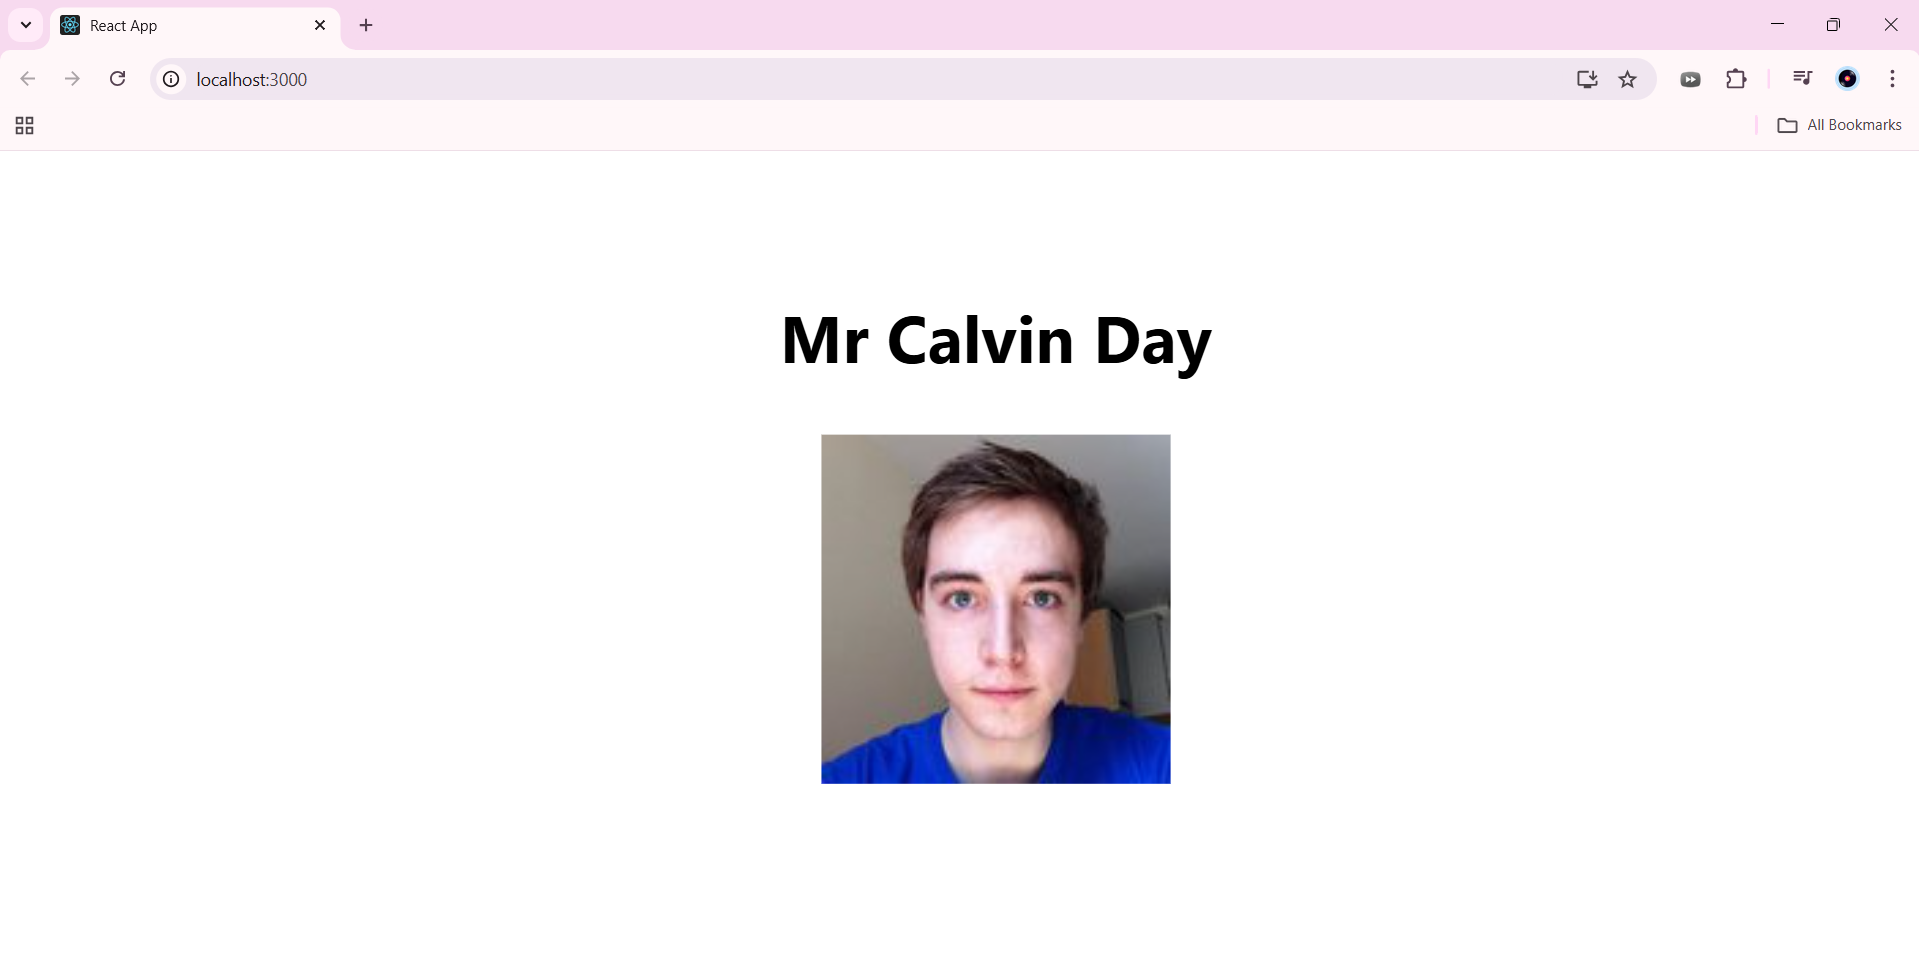 React App
localhost:3000
All Bookmarks
Mr Calvin Day